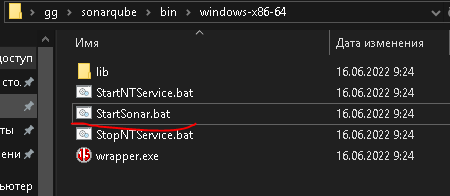 gg > sonarqube > bin > windows-x86-64
Имя
Дата изменения
доступ
lib
16.06.2022 9:24
сто.
StartNTService.bat
16.06.2022 9:24
StartSonar.bat
16.06.2022 9:24
ты
StopNTService.bat
16.06.2022 9:24
ени
wrapper.exe
16.06.2022 9:24
ьютер